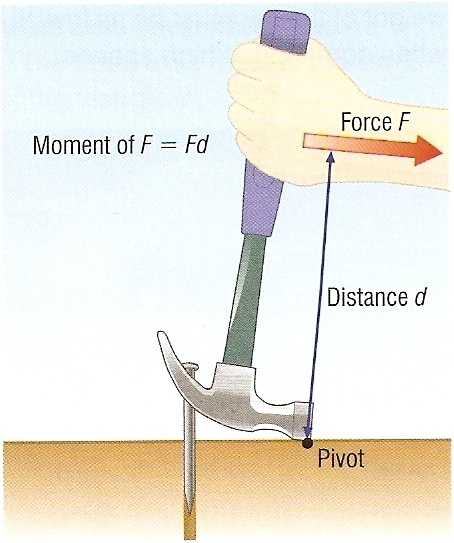 Force F
Moment of F = Fd
Distance d
Pivot